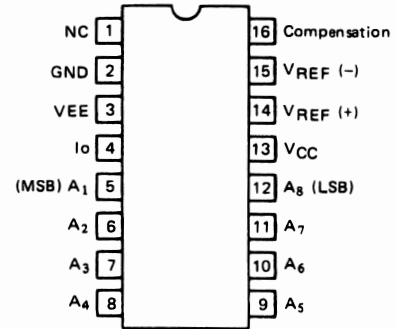 NC 1 16 Compensation
GND 2 15 VREF (-)
VEE 3 14 VREF (+)
Io 4 13 VCC
(MSB) A1 5 12 A8 (LSB)
A2 6 11 A7
A3 7 10 A6
A4 8 9 A5